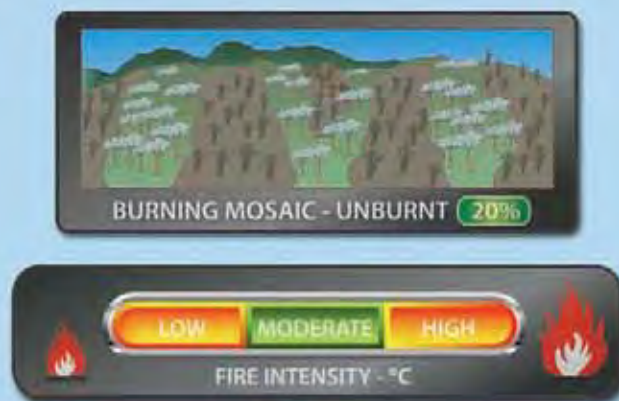 BURNING MOSAIC - UNBURNT 20%
LOW MODERATE HIGH
FIRE INTENSITY - °C